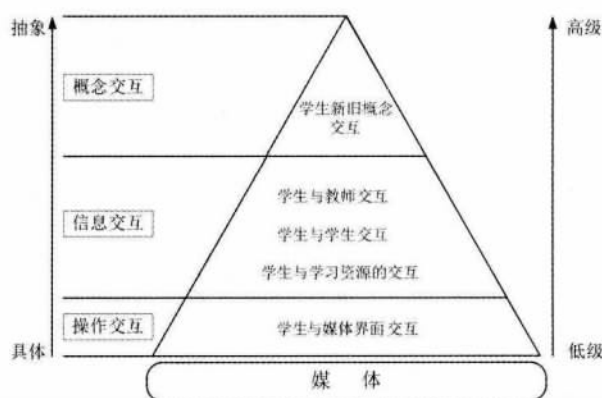 抽象
高级
概念交互
学生新旧概念
交互
学生与教师交互
信息交互
学生与学生交互
学生与学习资源的交互
操作交互
学生与媒体界面交互
具体
低级
媒 体